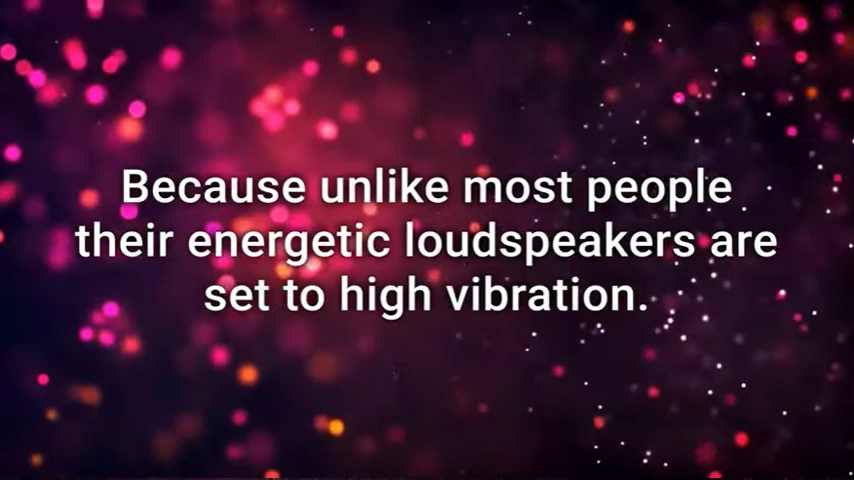 Because unlike most people
their energetic loudspeakers are
set to high vibration.